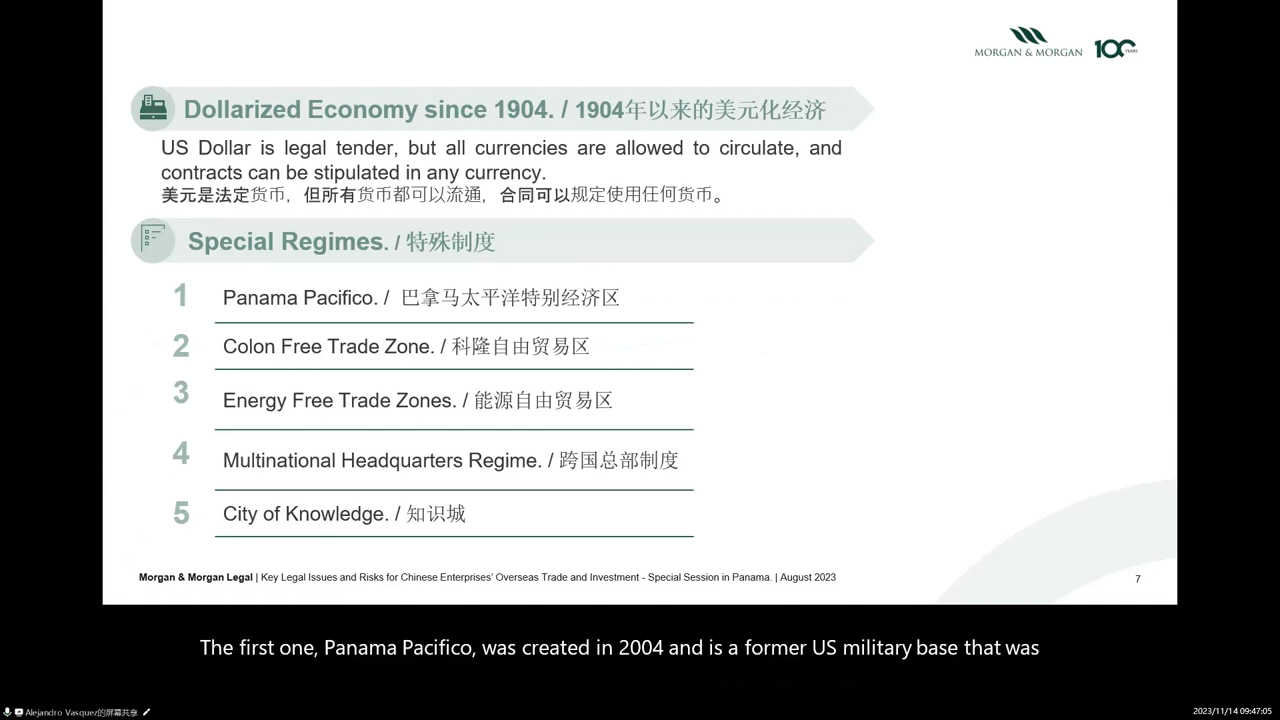 MORGAN & MORGAN 100 YEARS
Dollarized Economy since 1904. / 1904年以来的美元化经济
US Dollar is legal tender, but all currencies are allowed to circulate, and
contracts can be stipulated in any currency.
美元是法定货币，但所有货币都可以流通，合同可以规定使用任何货币。
Special Regimes. / 特殊制度
1 Panama Pacifico. / 巴拿马太平洋特别经济区
2 Colon Free Trade Zone. / 科隆自由贸易区
3 Energy Free Trade Zones. / 能源自由贸易区
4 Multinational Headquarters Regime. / 跨国总部制度
5 City of Knowledge. / 知识城
Morgan & Morgan Legal | Key Legal Issues and Risks for Chinese Enterprises' Overseas Trade and Investment - Special Session in Panama. | August 2023
7
The first one, Panama Pacifico, was created in 2004 and is a former US military base that was
Alejandro Vasquez的屏幕共享
2023/11/14 09:47:05